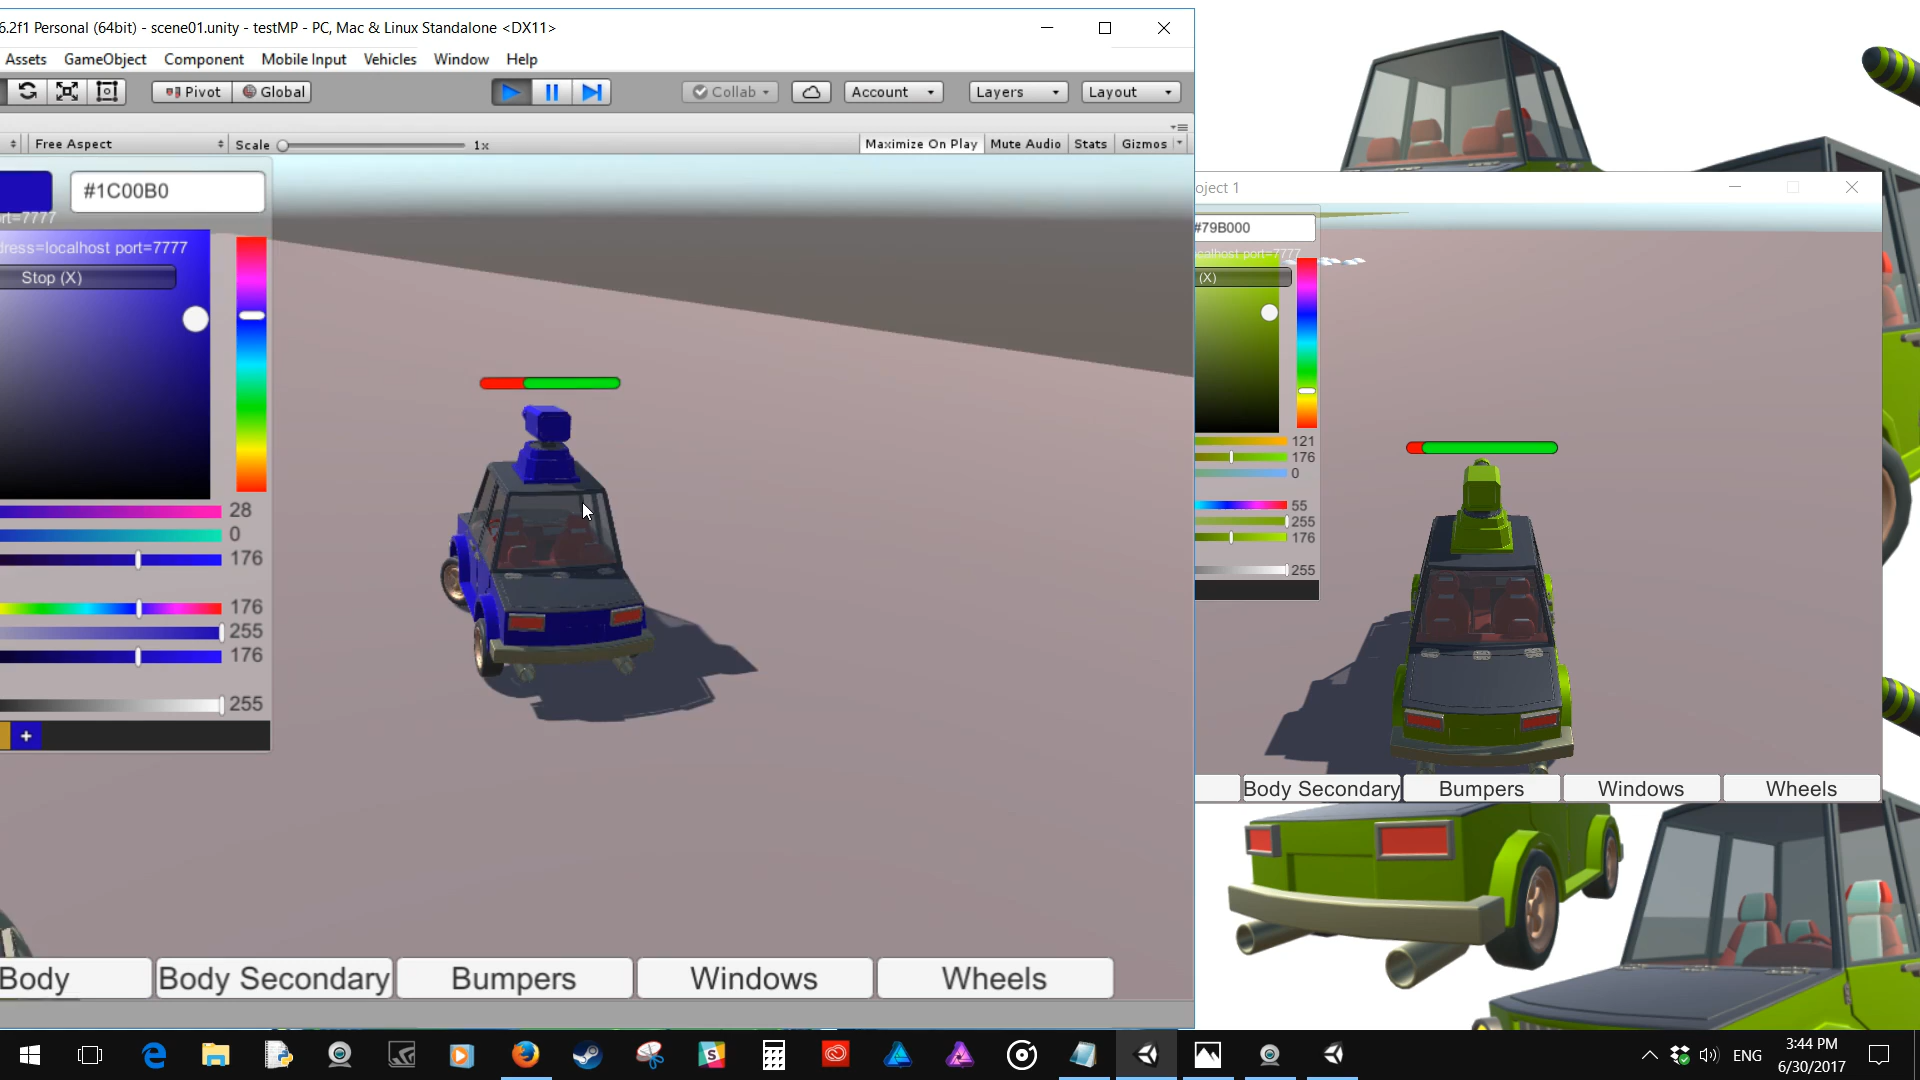 6.2f1 Personal (64bit) - scene01.unity - testMP - PC, Mac & Linux Standalone <DX11>
Assets GameObject Component Mobile Input Vehicles Window Help
Pivot Global Collab Account Layers Layout
Free Aspect Scale 1x Maximize On Play Mute Audio Stats Gizmos
#1C00B0
rt=7777
dress=localhost port=7777
Stop (X)
28
0
176
176
255
176
255
+
Body Body Secondary Bumpers Windows Wheels
oject 1
#79B000
calhost port=7777
(X)
121
176
0
55
255
176
255
Body Secondary Bumpers Windows Wheels
ENG
3:44 PM
6/30/2017